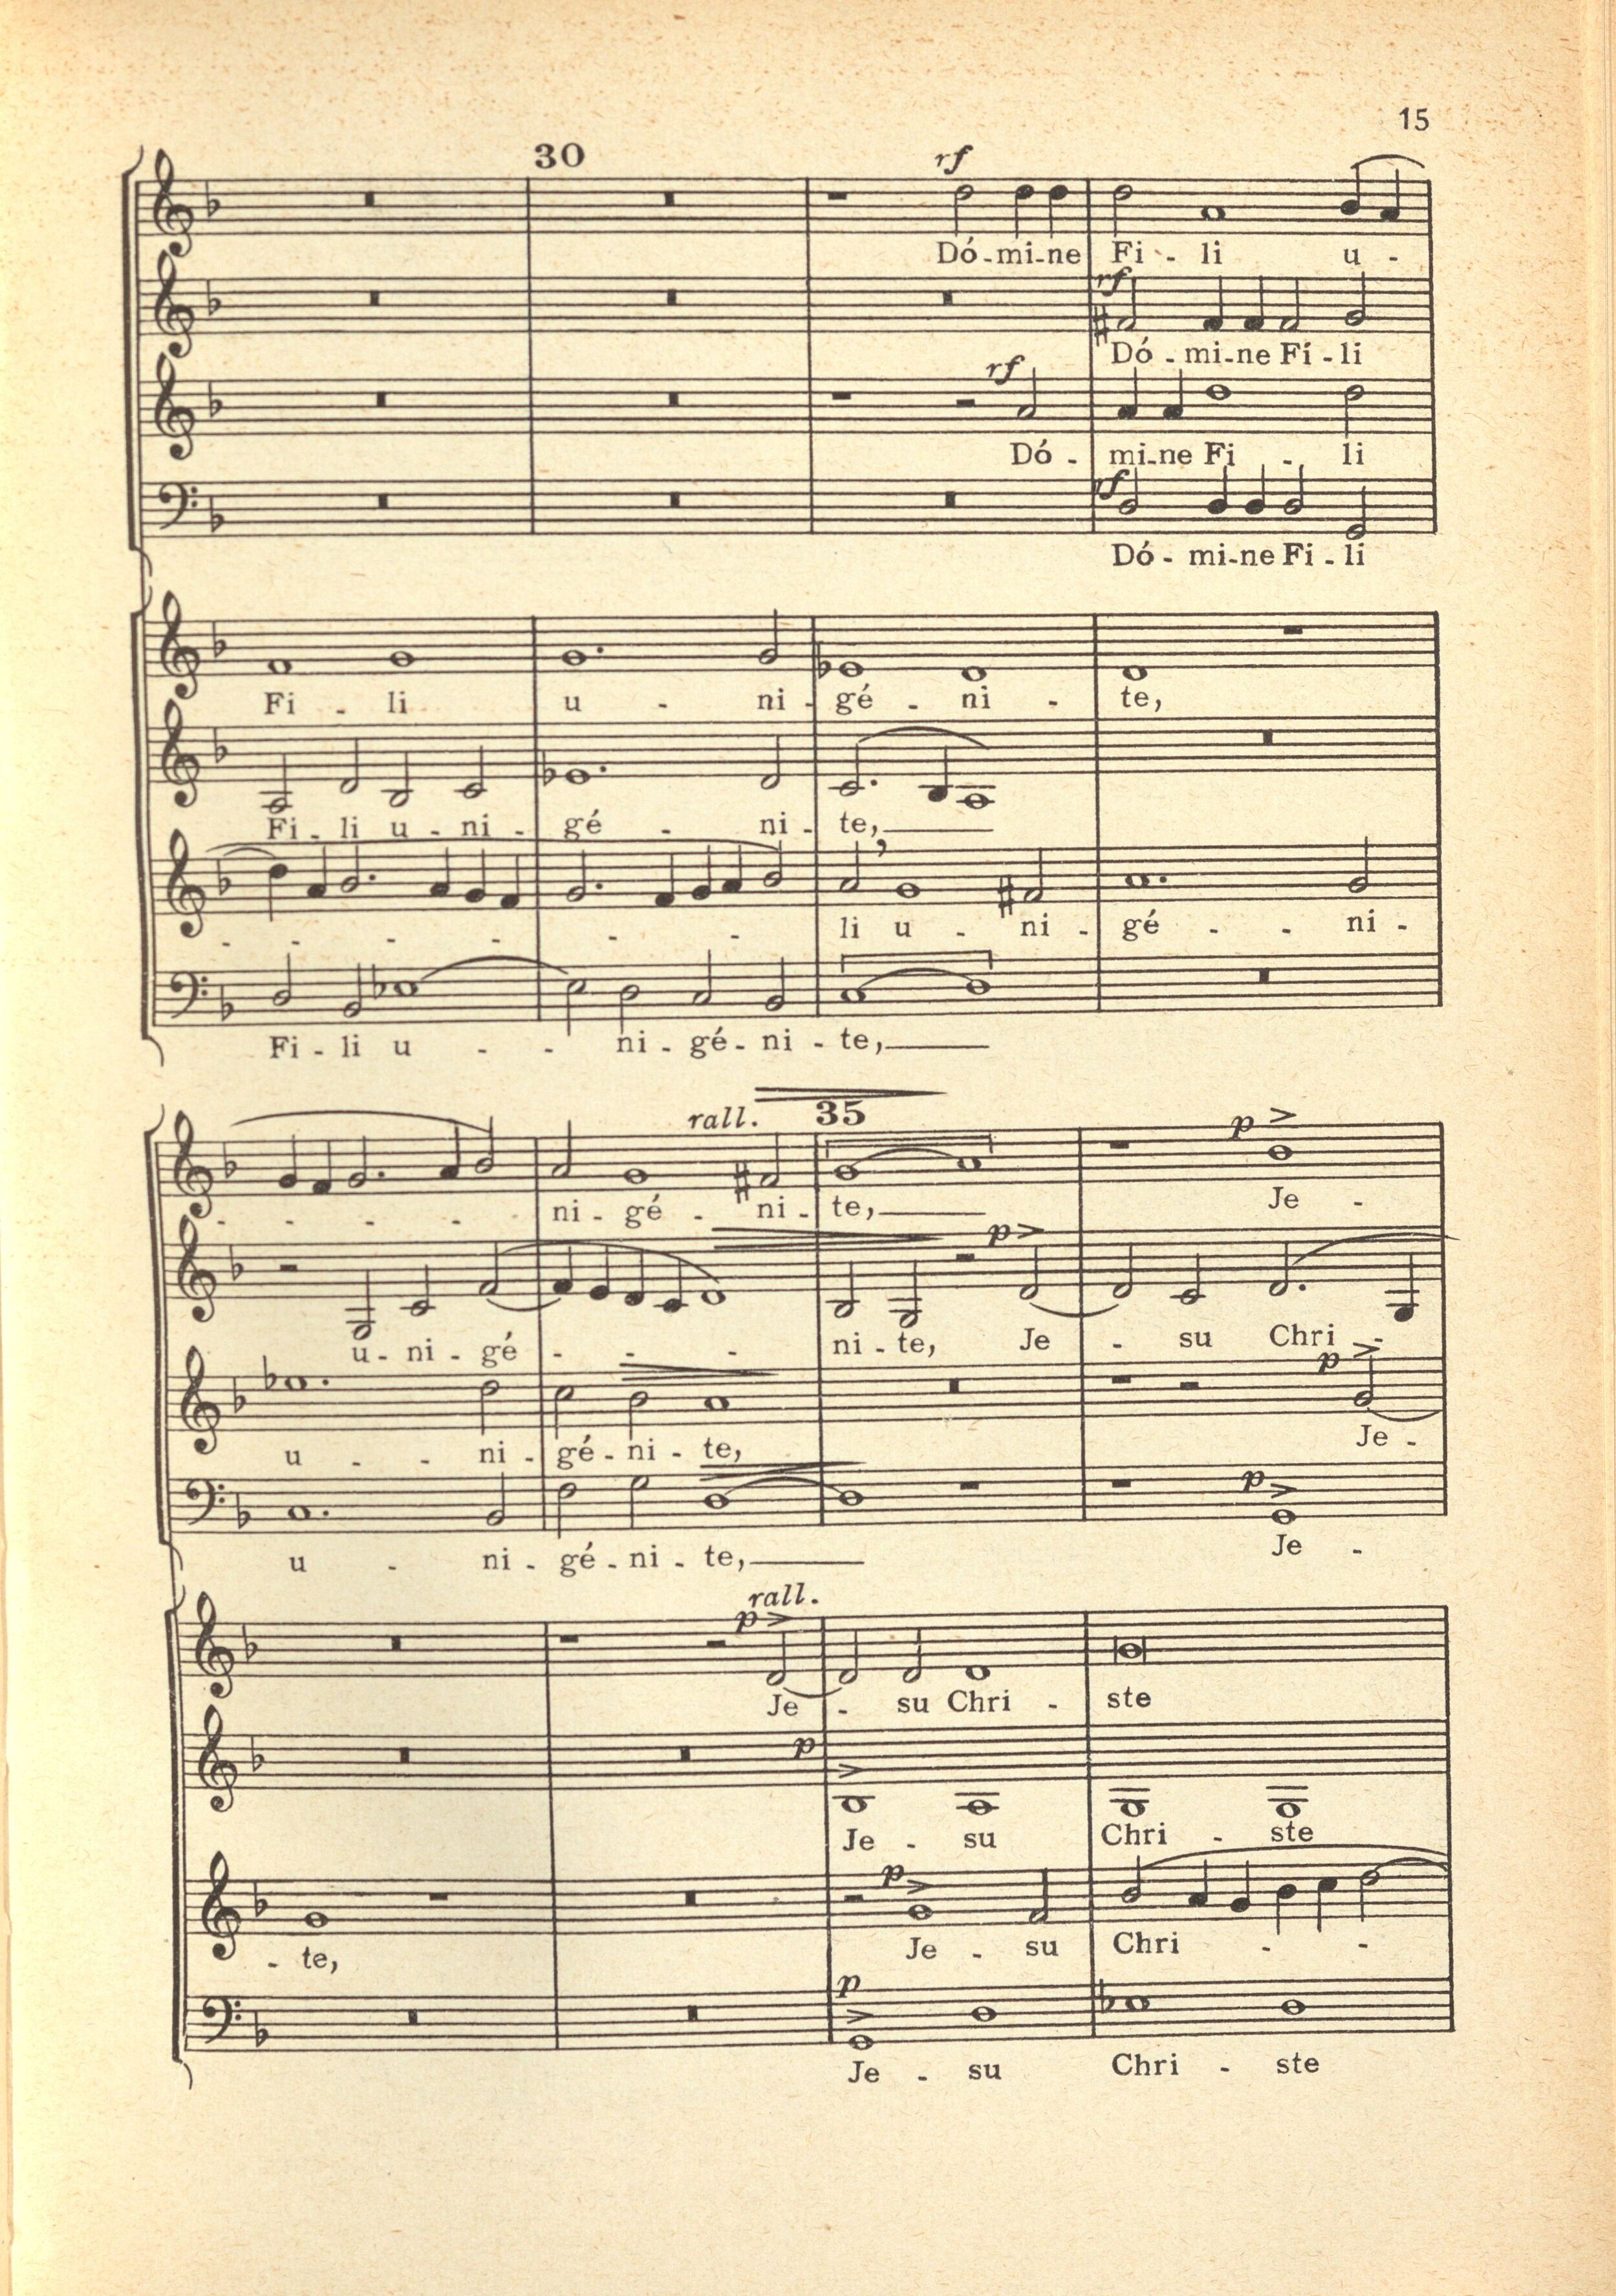 15
30
rf
Dó-mi-ne Fi - li u -
rf
Dó - mi-ne Fí - li
rf
Dó - mi-ne Fi - li
rf
Dó - mi-ne Fi - li
Fi - li u - ni - gé - ni - te,
Fi - li u - ni - gé - ni - te,
- - - - - - li u - ni - gé - - ni -
Fi - li u - - ni - gé - ni - te,
rall. 35 p
- - - - ni - gé - ni - te, Je -
p
u - ni - gé - - - ni - te, Je - su Chri -
p
u - - ni - gé - ni - te, Je -
p
u - ni - gé - ni - te, Je -
rall.
p
Je - su Chri - ste
p
Je - su Chri - ste
p
- te, Je - su Chri - -
p
Je - su Chri - ste